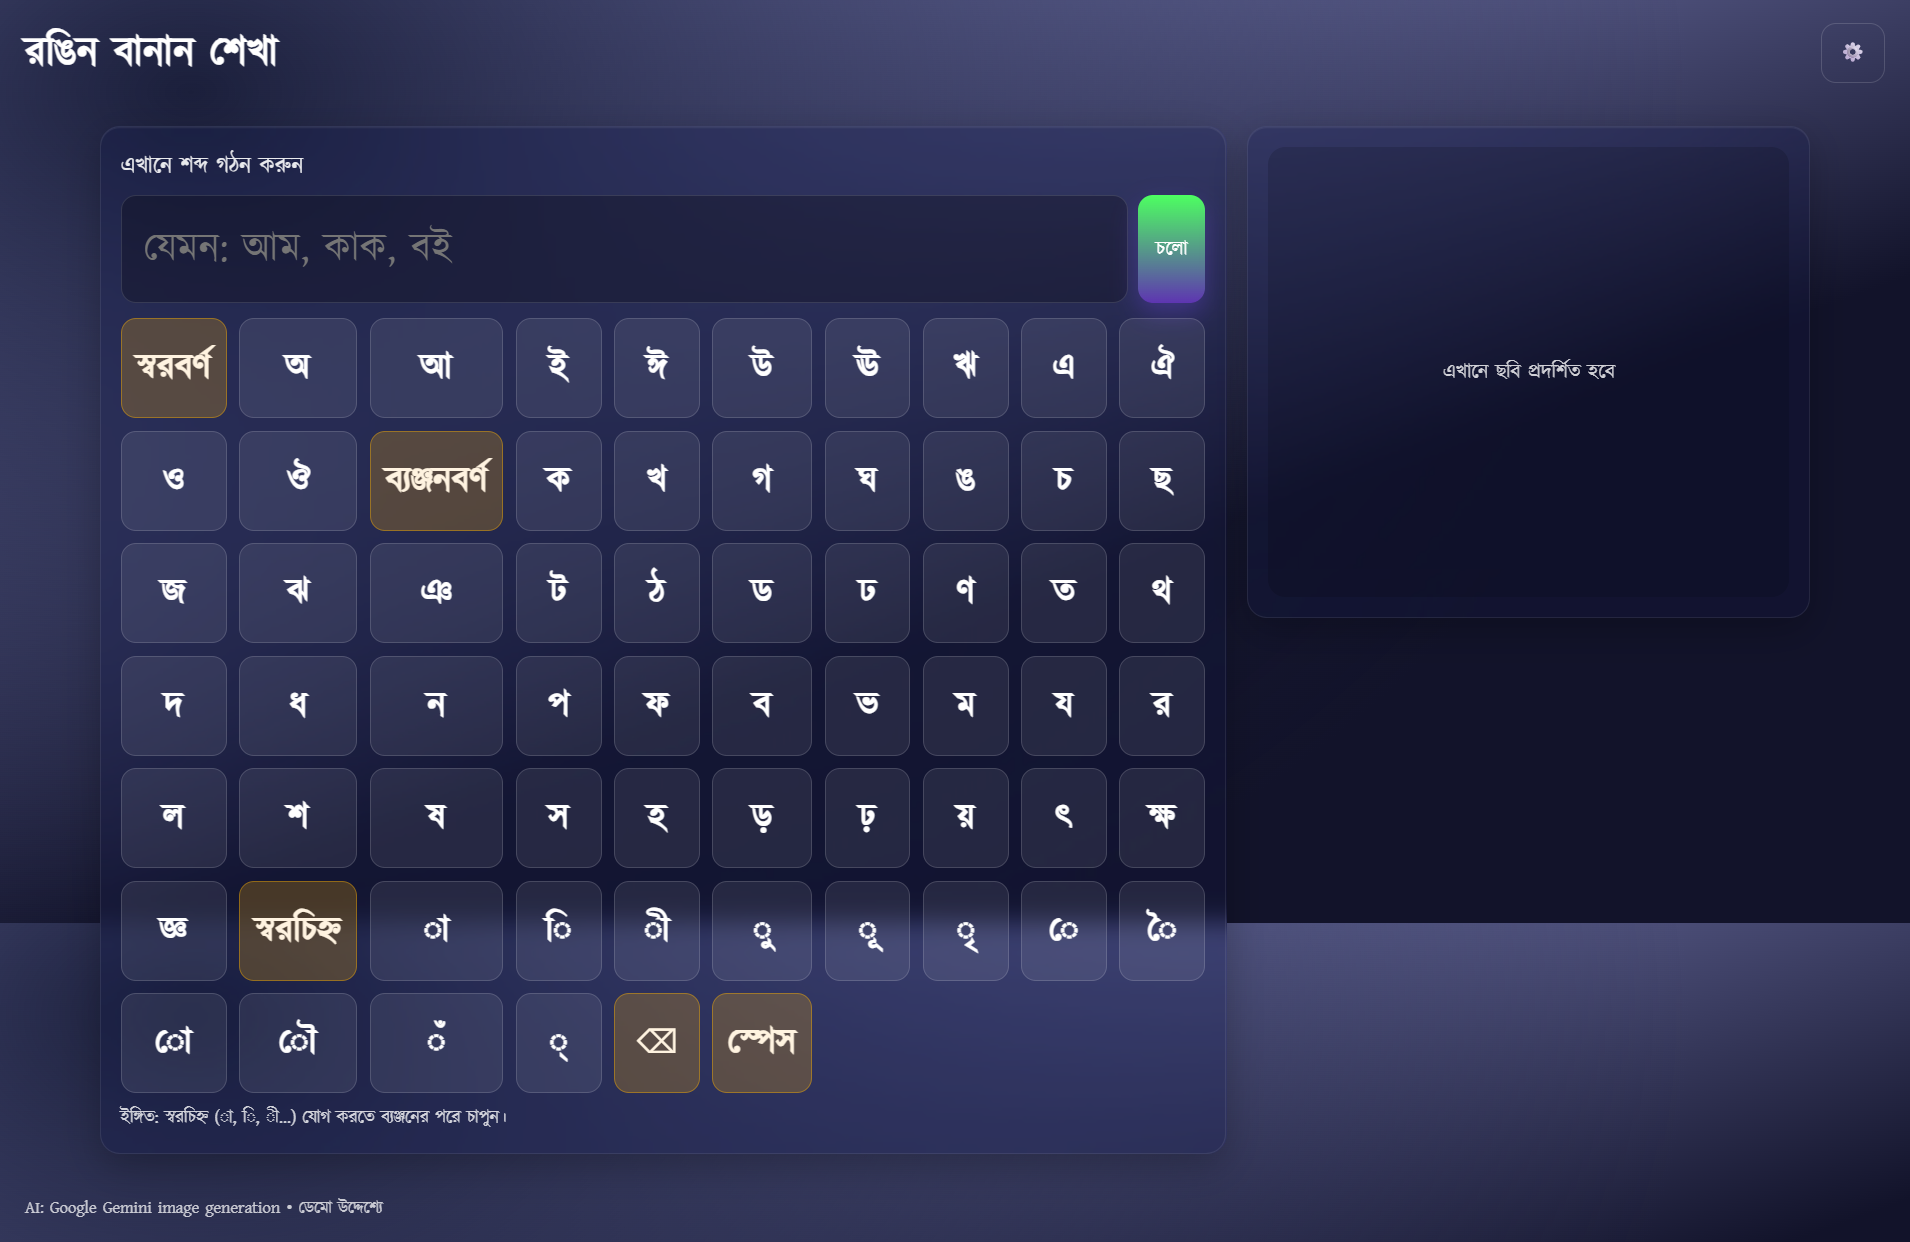 রঙিন বানান শেখা
এখানে শব্দ গঠন করুন
যেমন: আম, কাক, বই
চলো
স্বরবর্ণ অ আ ই ঈ উ ঊ ঋ এ ঐ
ও ঔ ব্যঞ্জনবর্ণ ক খ গ ঘ ঙ চ ছ
জ ঝ ঞ ট ঠ ড ঢ ণ ত থ
দ ধ ন প ফ ব ভ ম য র
ল শ ষ স হ ড় ঢ় য় ৎ ক্ষ
জ্ঞ স্বরচিহ্ন া ি ী ু ূ ৃ ে ৈ
ো ৌ ঁ ্ ⌫ স্পেস
ইঙ্গিত: স্বরচিহ্ন (া, ি, ী...) যোগ করতে ব্যঞ্জনের পরে চাপুন।
এখানে ছবি প্রদর্শিত হবে
AI: Google Gemini image generation • ডেমো উদ্দেশ্যে